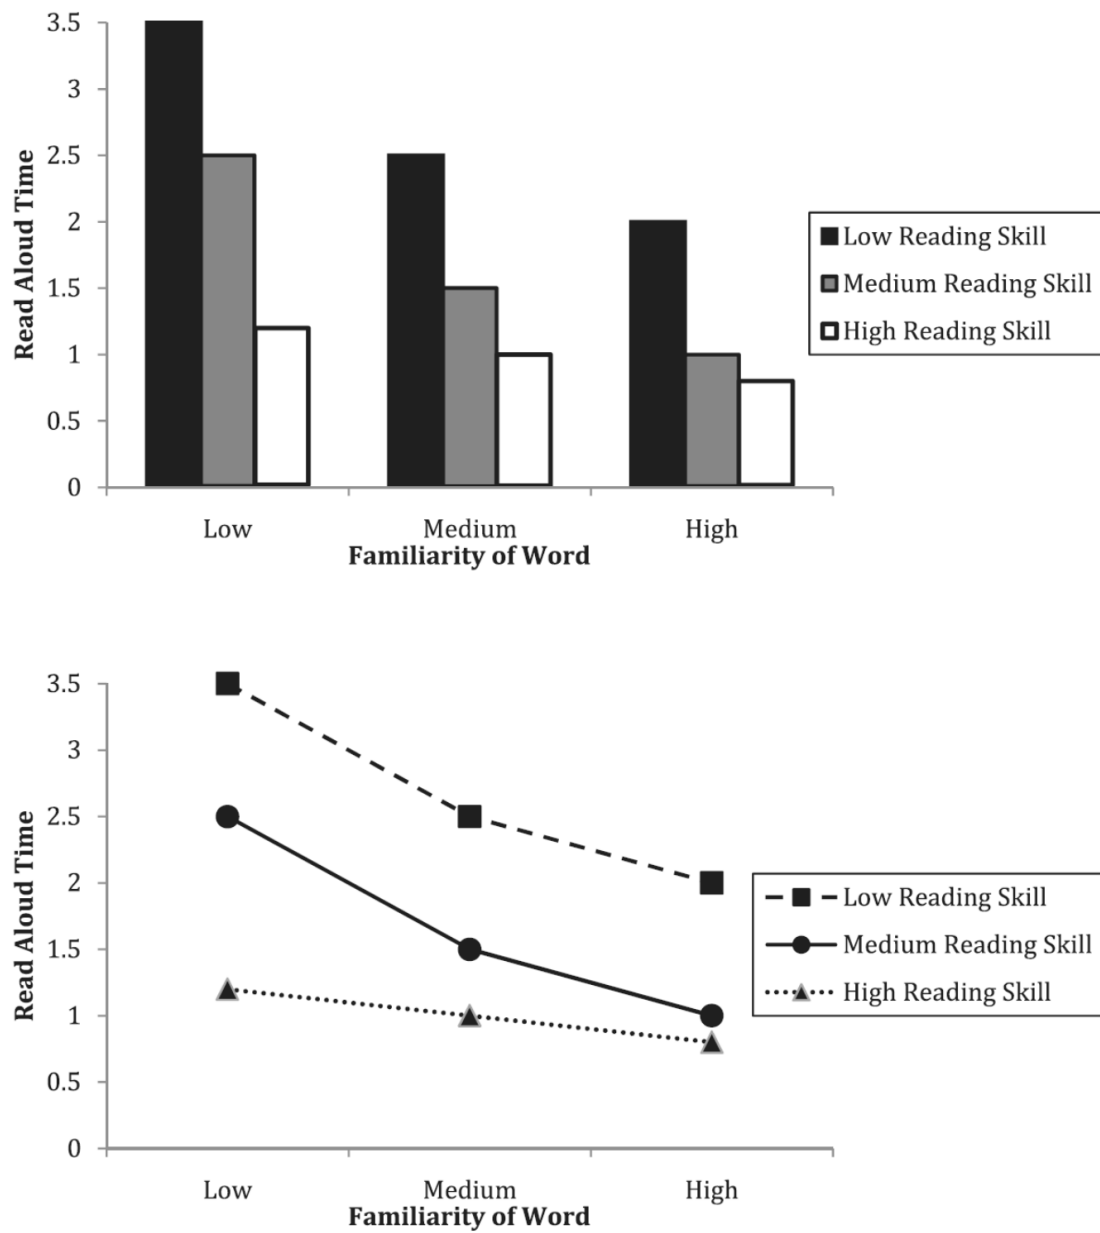 3.5
3
2.5
2
1.5
1
0.5
0
Read Aloud Time
Low Medium High
Familiarity of Word
Low Reading Skill
Medium Reading Skill
High Reading Skill
3.5
3
2.5
2
1.5
1
0.5
0
Read Aloud Time
Low Medium High
Familiarity of Word
Low Reading Skill
Medium Reading Skill
High Reading Skill